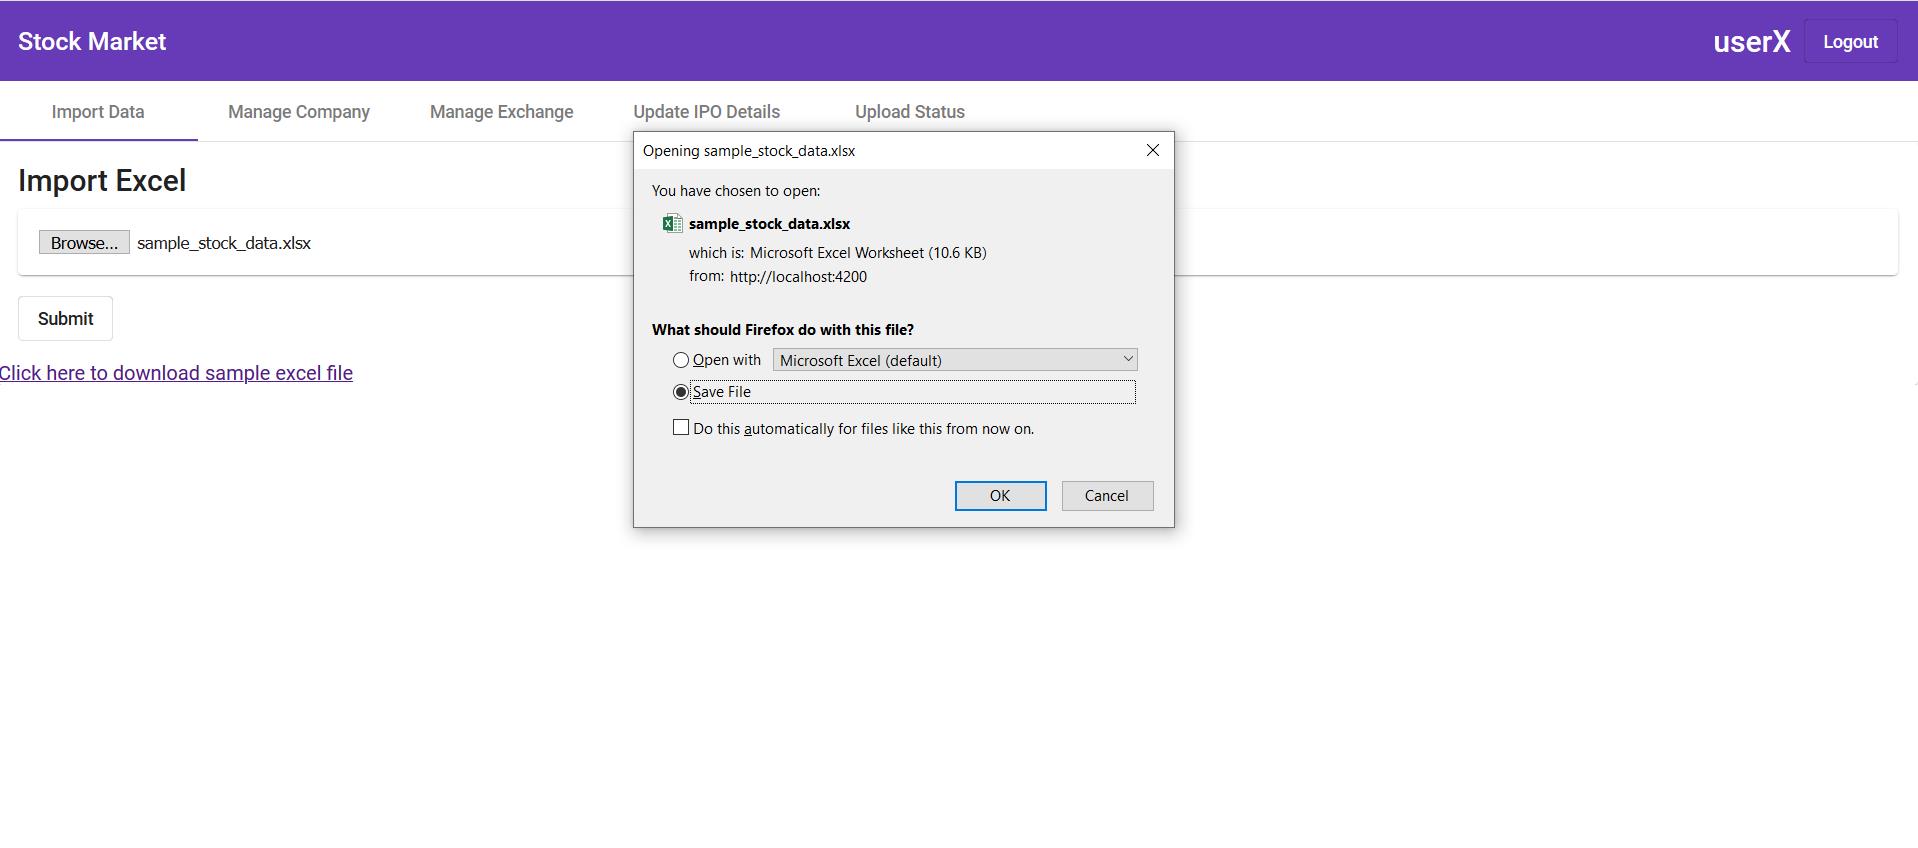 Stock Market
userX
Logout
Import Data
Manage Company
Manage Exchange
Update IPO Details
Upload Status
Import Excel
Browse...
sample_stock_data.xlsx
Submit
Click here to download sample excel file
Opening sample_stock_data.xlsx
You have chosen to open:
sample_stock_data.xlsx
which is: Microsoft Excel Worksheet (10.6 KB)
from: http://localhost:4200
What should Firefox do with this file?
Open with
Microsoft Excel (default)
Save File
Do this automatically for files like this from now on.
OK
Cancel